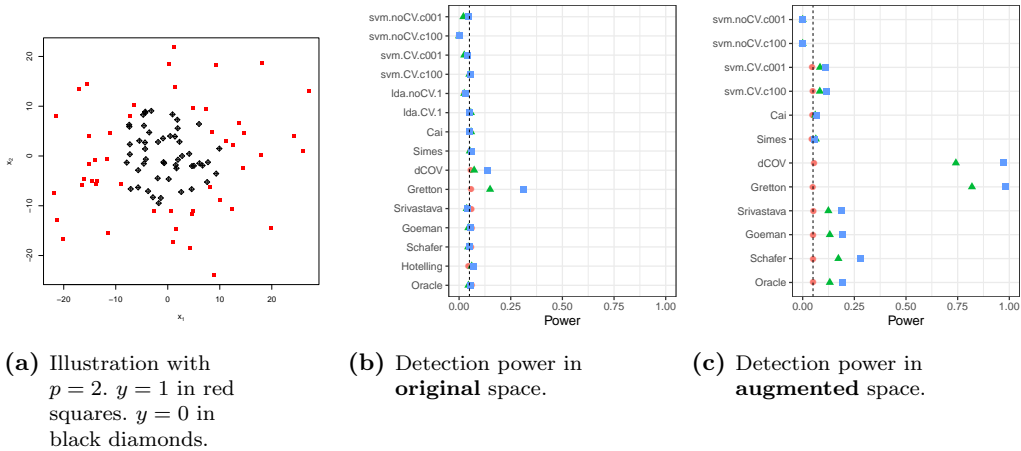 20
10
0
−10
−20
x2
−20
−10
0
10
20
x1
svm.noCV.c001
svm.noCV.c100
svm.CV.c001
svm.CV.c100
lda.noCV.1
lda.CV.1
Cai
Simes
dCOV
Gretton
Srivastava
Goeman
Schafer
Hotelling
Oracle
0.00 0.25 0.50 0.75 1.00
Power
svm.noCV.c001
svm.noCV.c100
svm.CV.c001
svm.CV.c100
Cai
Simes
dCOV
Gretton
Srivastava
Goeman
Schafer
Oracle
0.00 0.25 0.50 0.75 1.00
Power
(a) Illustration with
p = 2. y = 1 in red
squares. y = 0 in
black diamonds.
(b) Detection power in
original space.
(c) Detection power in
augmented space.